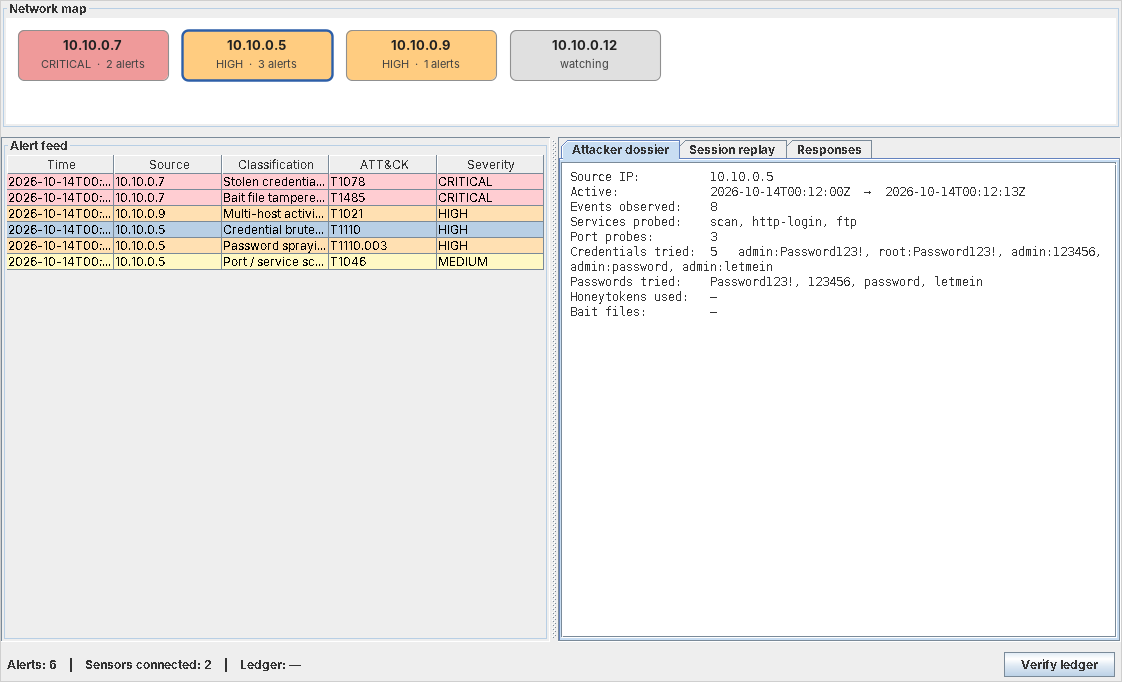 Network map
10.10.0.7
CRITICAL · 2 alerts
10.10.0.5
HIGH · 3 alerts
10.10.0.9
HIGH · 1 alerts
10.10.0.12
watching
Alert feed
Time Source Classification ATT&CK Severity
2026-10-14T00:... 10.10.0.7 Stolen credentia... T1078 CRITICAL
2026-10-14T00:... 10.10.0.7 Bait file tampere... T1485 CRITICAL
2026-10-14T00:... 10.10.0.9 Multi-host activi... T1021 HIGH
2026-10-14T00:... 10.10.0.5 Credential brute... T1110 HIGH
2026-10-14T00:... 10.10.0.5 Password sprayi... T1110.003 HIGH
2026-10-14T00:... 10.10.0.5 Port / service sc... T1046 MEDIUM
Attacker dossier Session replay Responses
Source IP: 10.10.0.5
Active: 2026-10-14T00:12:00Z → 2026-10-14T00:12:13Z
Events observed: 8
Services probed: scan, http-login, ftp
Port probes: 3
Credentials tried: 5 admin:Password123!, root:Password123!, admin:123456,
admin:password, admin:letmein
Passwords tried: Password123!, 123456, password, letmein
Honeytokens used: —
Bait files: —
Alerts: 6 | Sensors connected: 2 | Ledger: —
Verify ledger